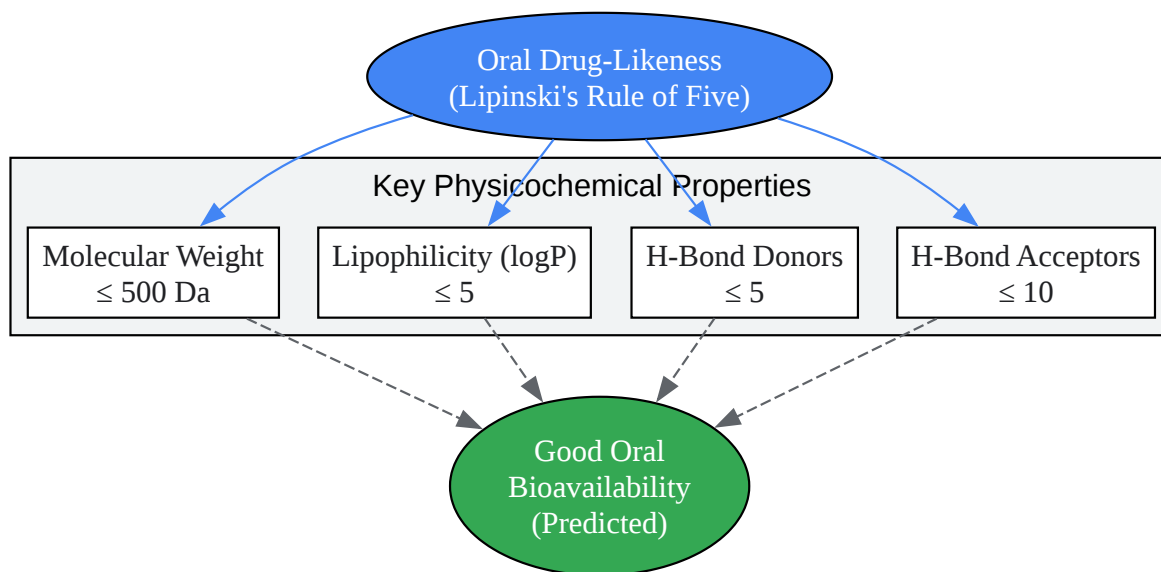 Oral Drug-Likeness
(Lipinski's Rule of Five)
Key Physicochemical Properties
Molecular Weight
≤ 500 Da
Lipophilicity (logP)
≤ 5
H-Bond Donors
≤ 5
H-Bond Acceptors
≤ 10
Good Oral
Bioavailability
(Predicted)